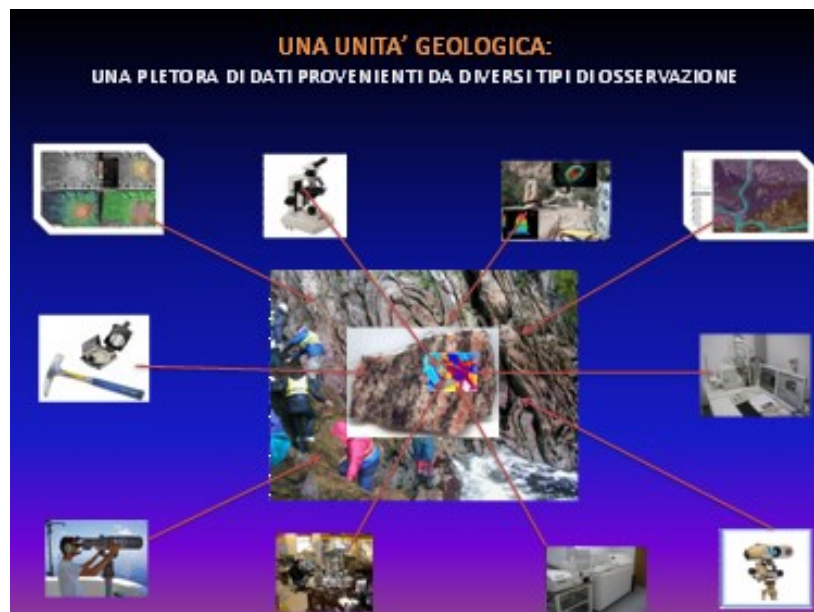 UNA UNITA’ GEOLOGICA:
UNA PLETORA DI DATI PROVENIENTI DA DIVERSI TIPI DI OSSERVAZIONE